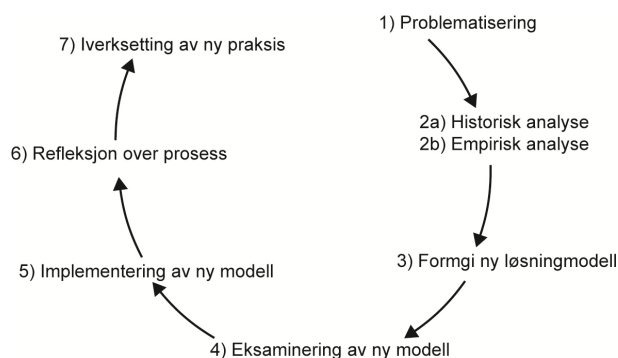 1) Problematisering
2a) Historisk analyse
2b) Empirisk analyse
3) Formgi ny løsningmodell
4) Eksaminering av ny modell
5) Implementering av ny modell
6) Refleksjon over prosess
7) Iverksetting av ny praksis